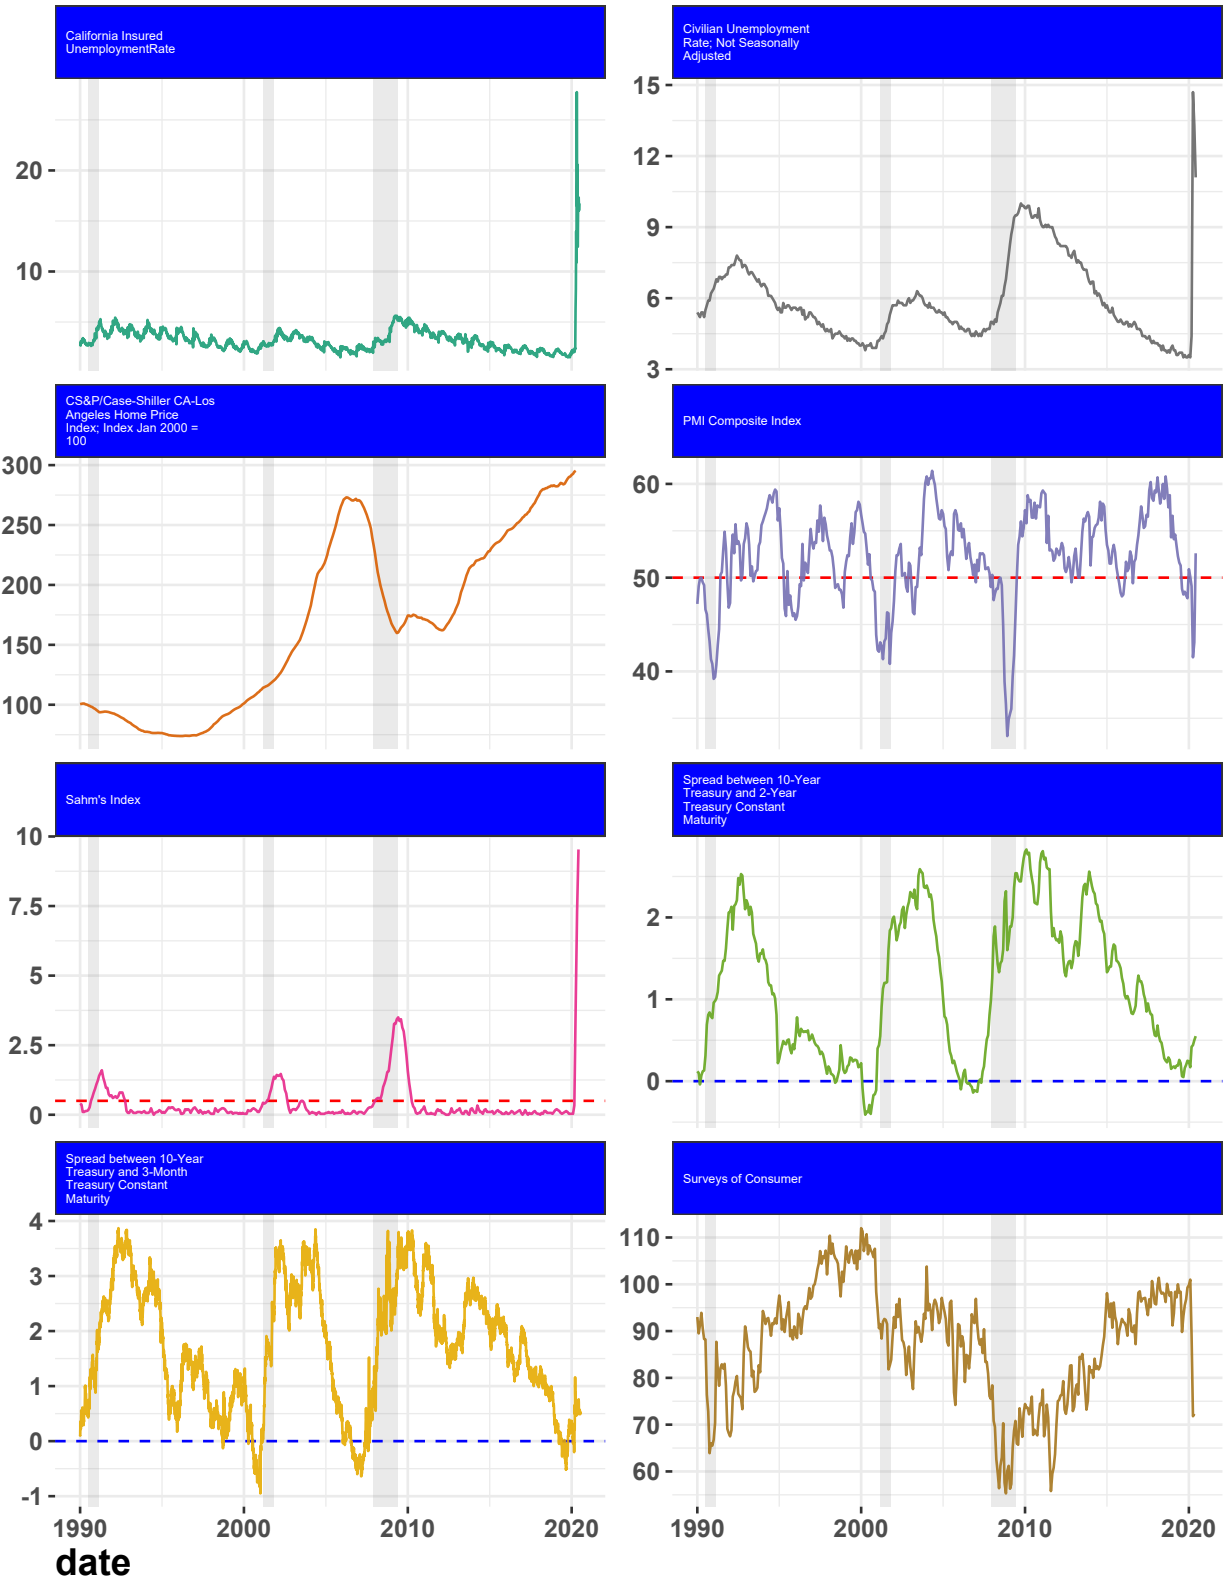 California Insured
UnemploymentRate
Civilian Unemployment
Rate; Not Seasonally
Adjusted
20
10
15
12
9
6
3
CS&P/Case-Shiller CA-Los
Angeles Home Price
Index; Index Jan 2000 =
100
PMI Composite Index
300
250
200
150
100
60
50
40
Sahm's Index
Spread between 10-Year
Treasury and 2-Year
Treasury Constant
Maturity
10
7.5
5
2.5
0
2
1
0
Spread between 10-Year
Treasury and 3-Month
Treasury Constant
Maturity
Surveys of Consumer
4
3
2
1
0
-1
110
100
90
80
70
60
1990 2000 2010 2020
1990 2000 2010 2020
date